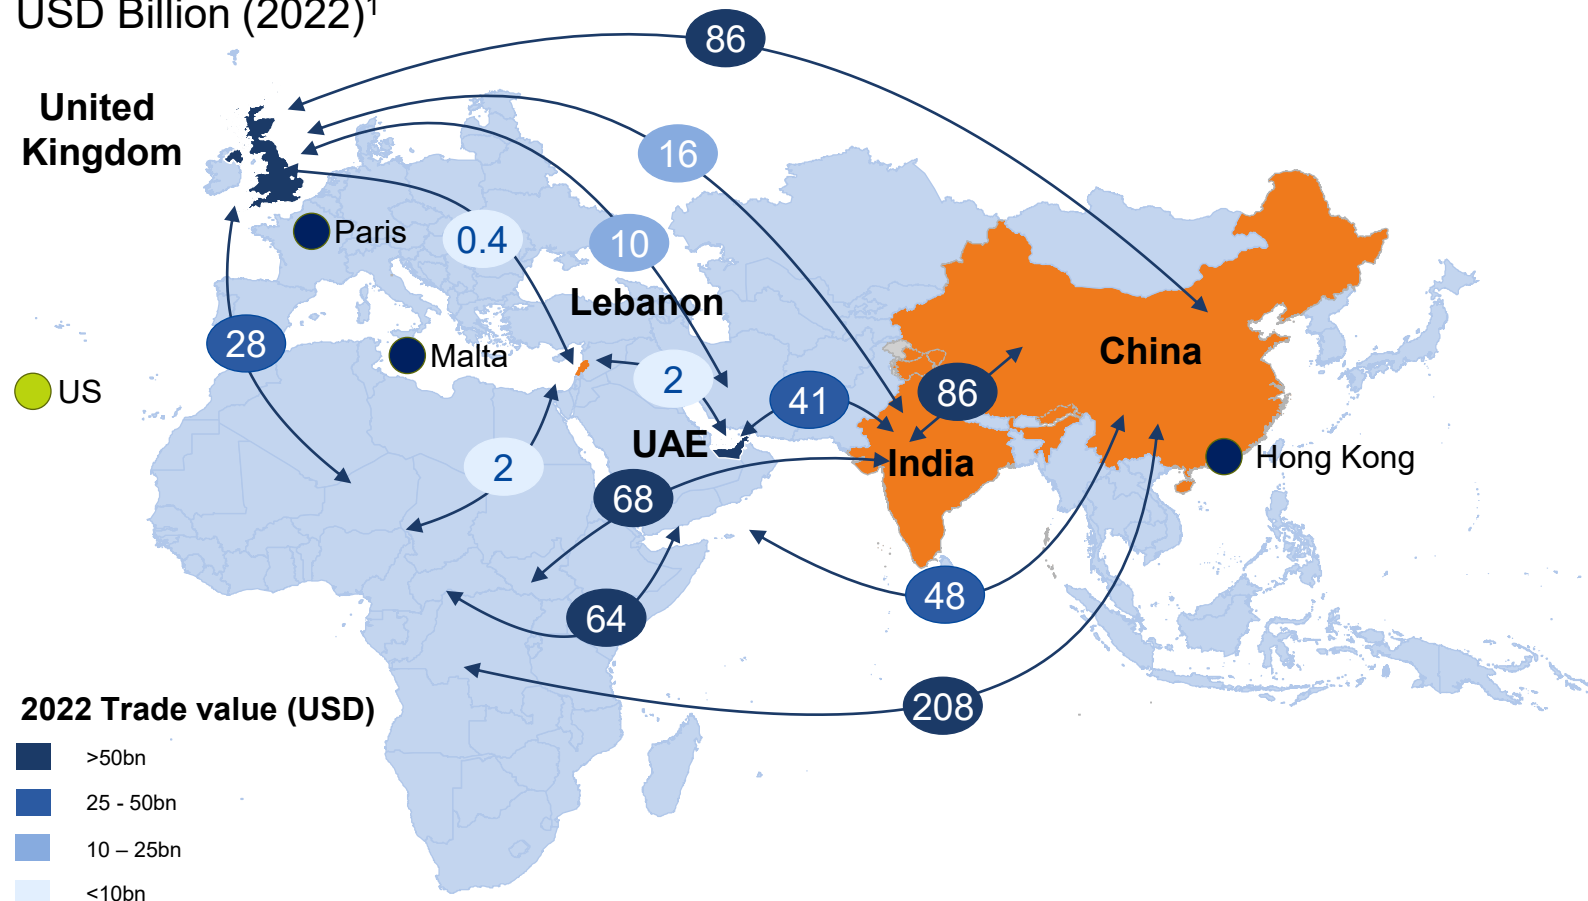 USD Billion (2022)¹
86
United
Kingdom
16
Paris
0.4
10
Lebanon
28
Malta
China
US
2
41
86
UAE
India
Hong Kong
2
68
48
64
208
2022 Trade value (USD)
>50bn
25 - 50bn
10 – 25bn
<10bn